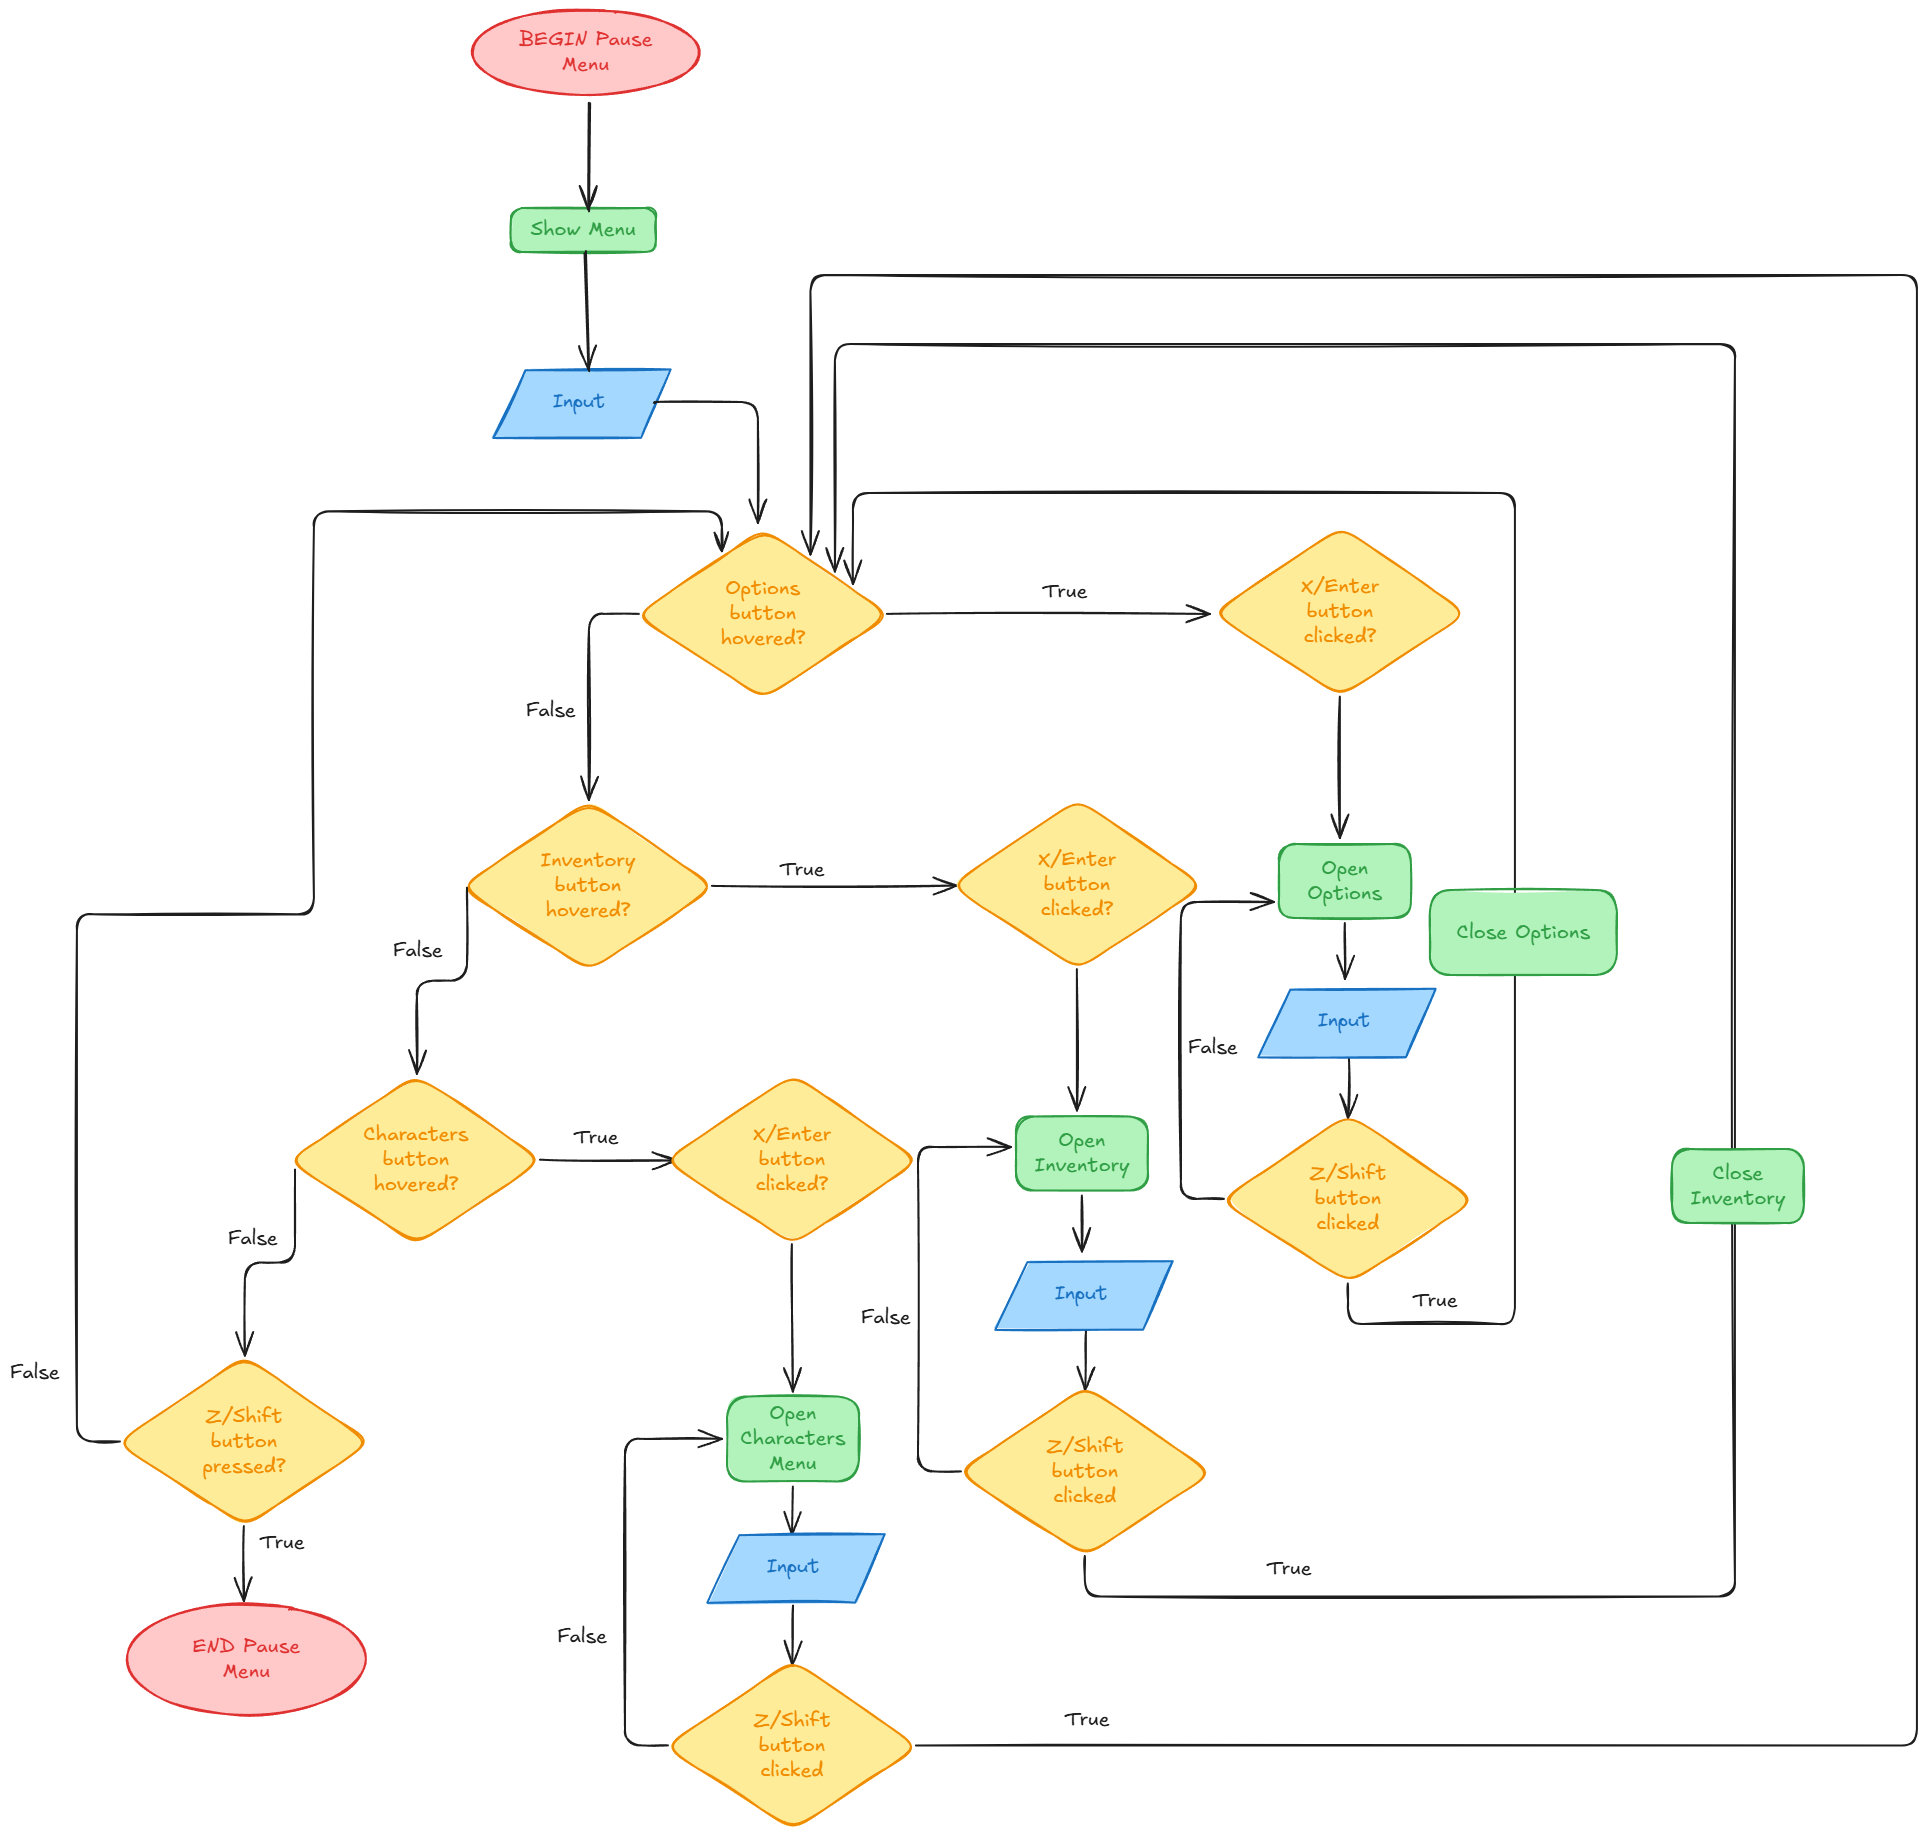 BEGIN Pause
Menu
Show Menu
Input
Options
button
hovered?
True
X/Enter
button
clicked?
False
Inventory
button
hovered?
True
X/Enter
button
clicked?
Open
Options
Close Options
False
Input
False
Characters
button
hovered?
True
X/Enter
button
clicked?
Open
Inventory
Z/Shift
button
clicked
Close
Inventory
False
Input
True
False
False
Z/Shift
button
pressed?
Open
Characters
Menu
Z/Shift
button
clicked
True
Input
True
END Pause
Menu
False
Z/Shift
button
clicked
True